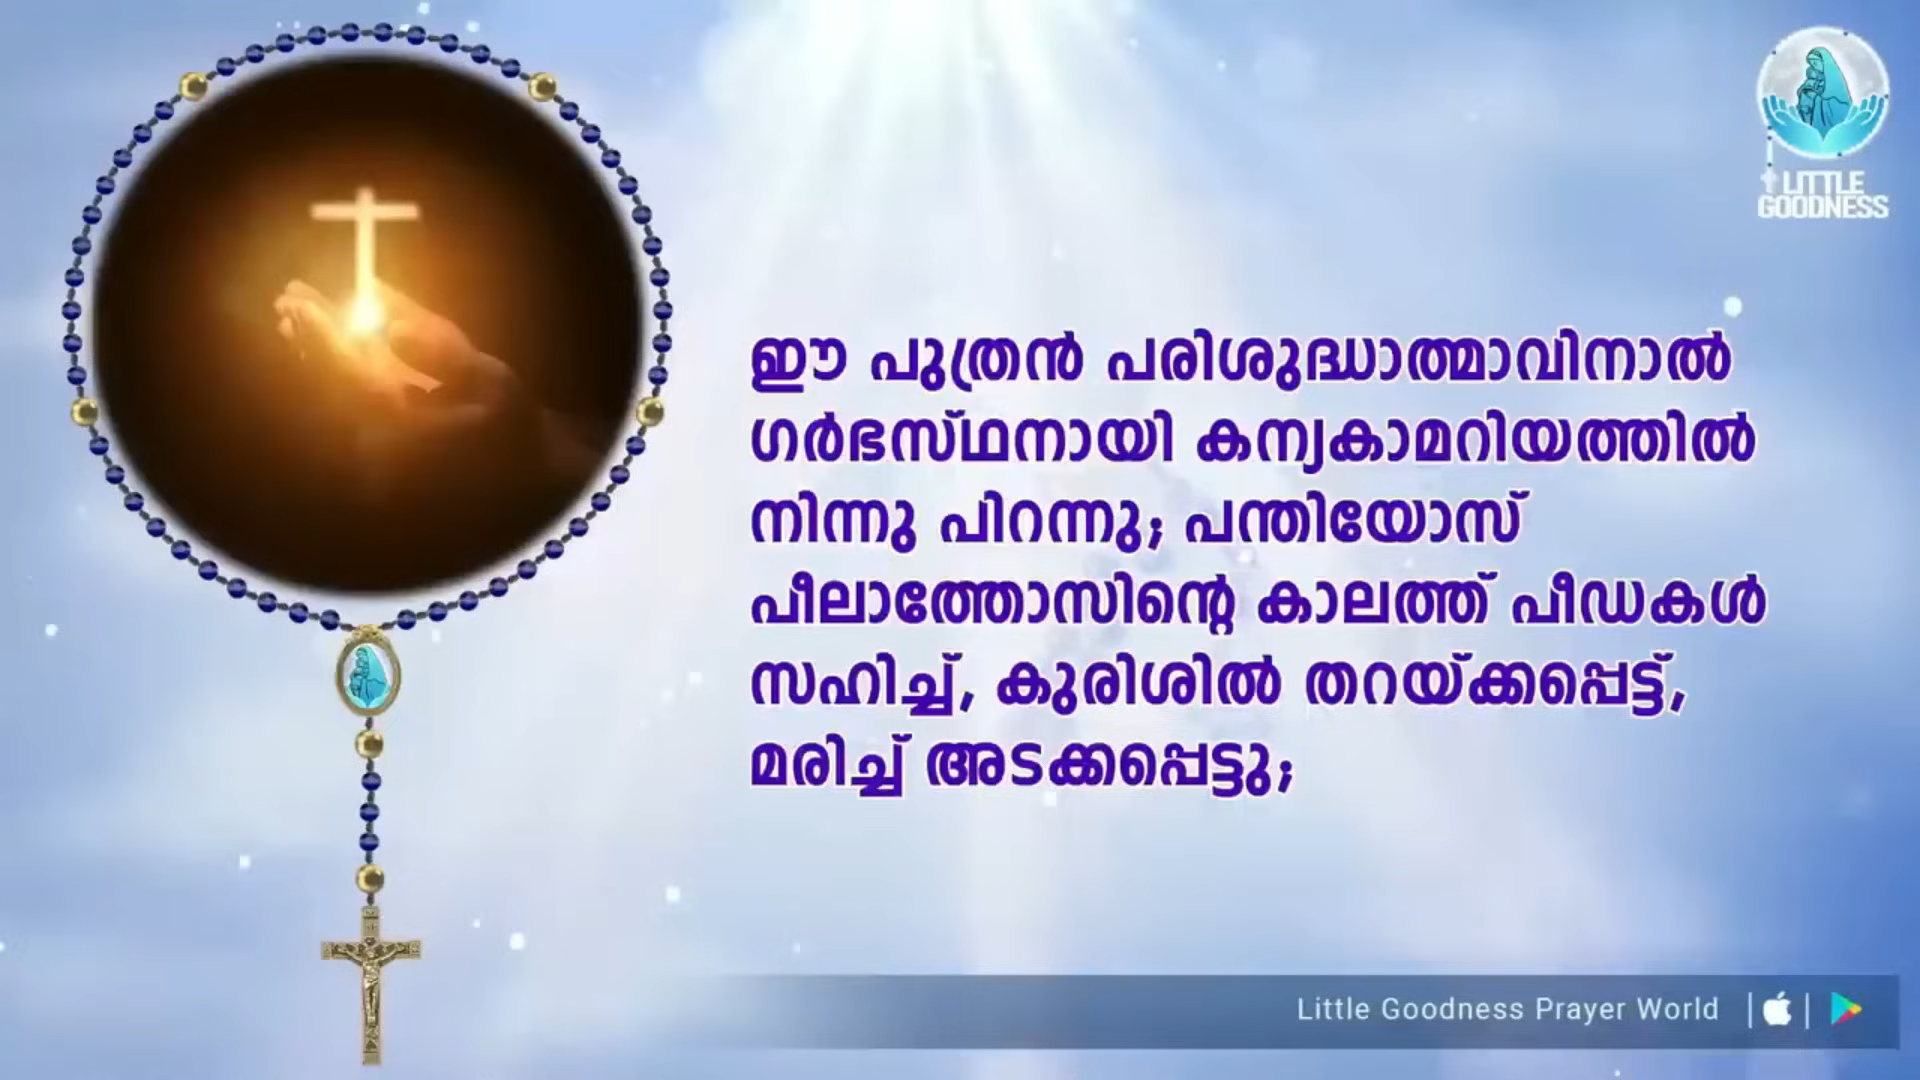 LITTLE
GOODNESS
ഈ പുത്രൻ പരിശുദ്ധാത്മാവിനാൽ
ഗർഭസ്ഥനായി കന്യകാമറിയത്തിൽ
നിന്നു പിറന്നു; പന്തിയോസ്
പീലാത്തോസിന്റെ കാലത്ത് പീഡകൾ
സഹിച്ച്, കുരിശിൽ തറയ്ക്കപ്പെട്ട്,
മരിച്ച് അടക്കപ്പെട്ടു;
Little Goodness Prayer World